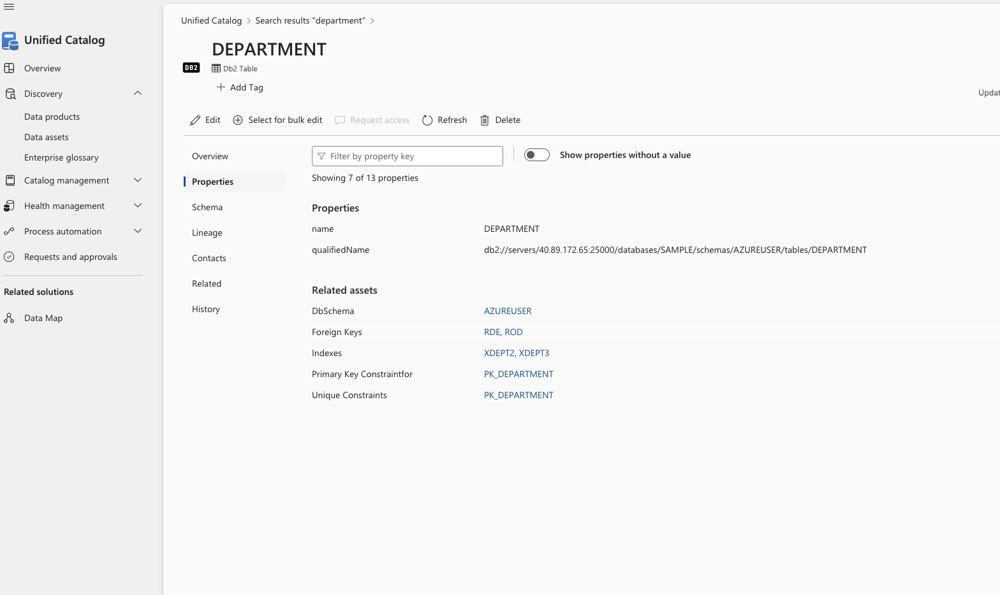 Unified Catalog
Overview
Discovery
Data products
Data assets
Enterprise glossary
Catalog management
Health management
Process automation
Requests and approvals
Related solutions
Data Map
Unified Catalog > Search results "department" >
DEPARTMENT
DB2
Db2 Table
Add Tag
Updat
Edit Select for bulk edit Request access Refresh Delete
Overview
Properties
Schema
Lineage
Contacts
Related
History
Filter by property key
Show properties without a value
Showing 7 of 13 properties
Properties
name DEPARTMENT
qualifiedName db2://servers/40.89.172.65:25000/databases/SAMPLE/schemas/AZUREUSER/tables/DEPARTMENT
Related assets
DbSchema AZUREUSER
Foreign Keys RDE, ROD
Indexes XDEPT2, XDEPT3
Primary Key Constraintfor PK_DEPARTMENT
Unique Constraints PK_DEPARTMENT